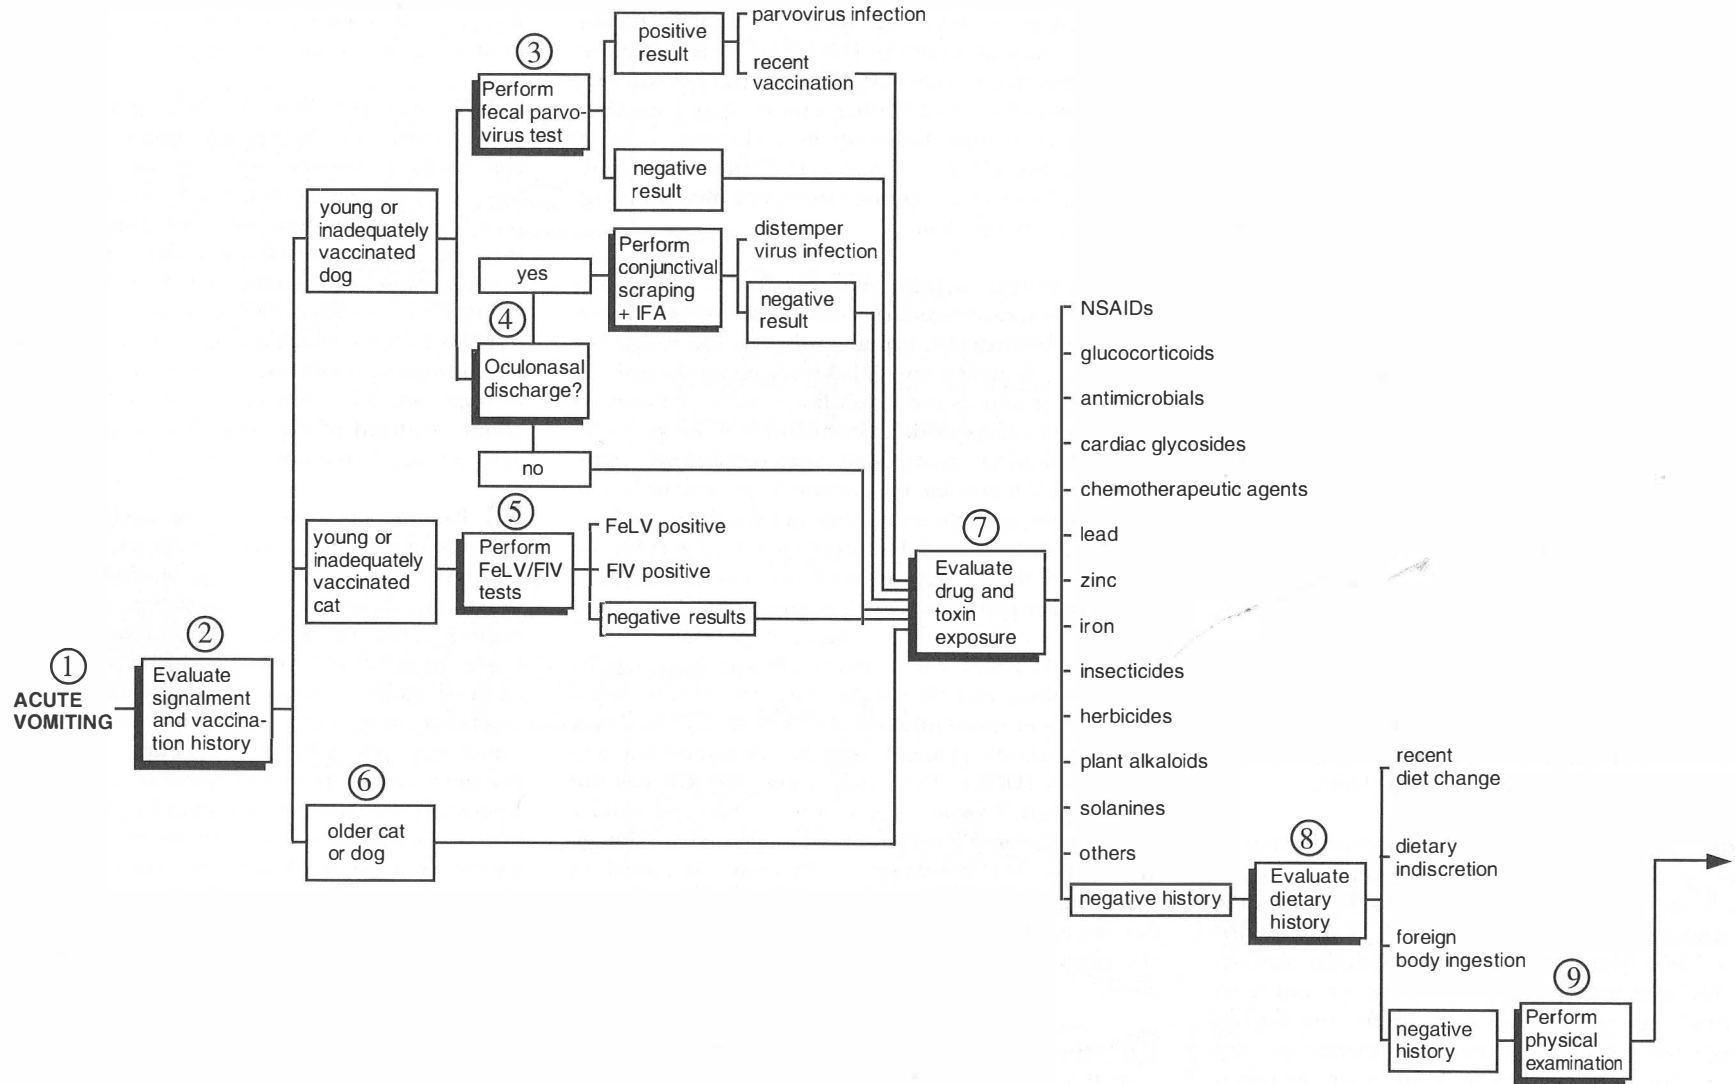 parvovirus infection
positive
result
recent
vaccination
3
Perform
fecal parvo-
virus test
negative
result
young or
inadequately
vaccinated
dog
distemper
virus infection
Perform
conjunctival
scraping
+ IFA
yes
negative
result
4
Oculonasal
discharge?
no
5
young or
inadequately
vaccinated
cat
Perform
FeLV/FIV
tests
FeLV positive
FIV positive
negative results
1
ACUTE
VOMITING
2
Evaluate
signalment
and vaccina-
tion history
6
older cat
or dog
7
Evaluate
drug and
toxin
exposure
NSAIDs
glucocorticoids
antimicrobials
cardiac glycosides
chemotherapeutic agents
lead
zinc
iron
insecticides
herbicides
plant alkaloids
solanines
others
negative history
8
Evaluate
dietary
history
recent
diet change
dietary
indiscretion
foreign
body ingestion
negative
history
9
Perform
physical
examination